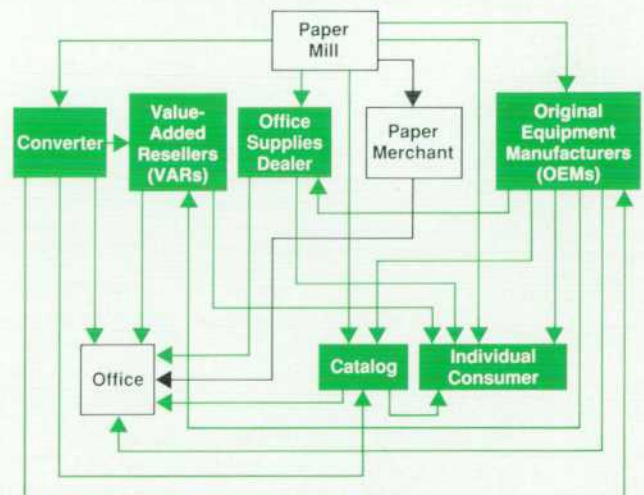 Paper
Mill
Converter
Value-
Added
Resellers
(VARs)
Office
Supplies
Dealer
Paper
Merchant
Original
Equipment
Manufacturers
(OEMs)
Office
Catalog
Individual
Consumer